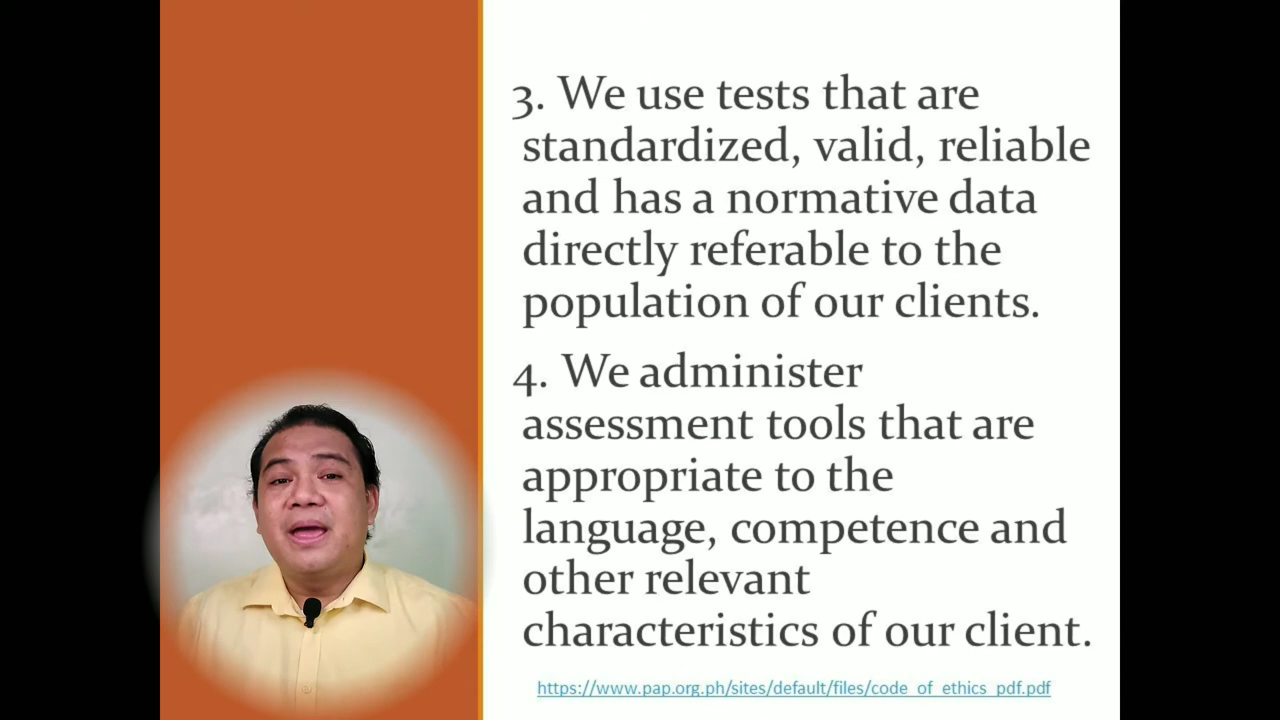 3. We use tests that are
standardized, valid, reliable
and has a normative data
directly referable to the
population of our clients.
4. We administer
assessment tools that are
appropriate to the
language, competence and
other relevant
characteristics of our client.
https://www.pap.org.ph/sites/default/files/code_of_ethics_pdf.pdf